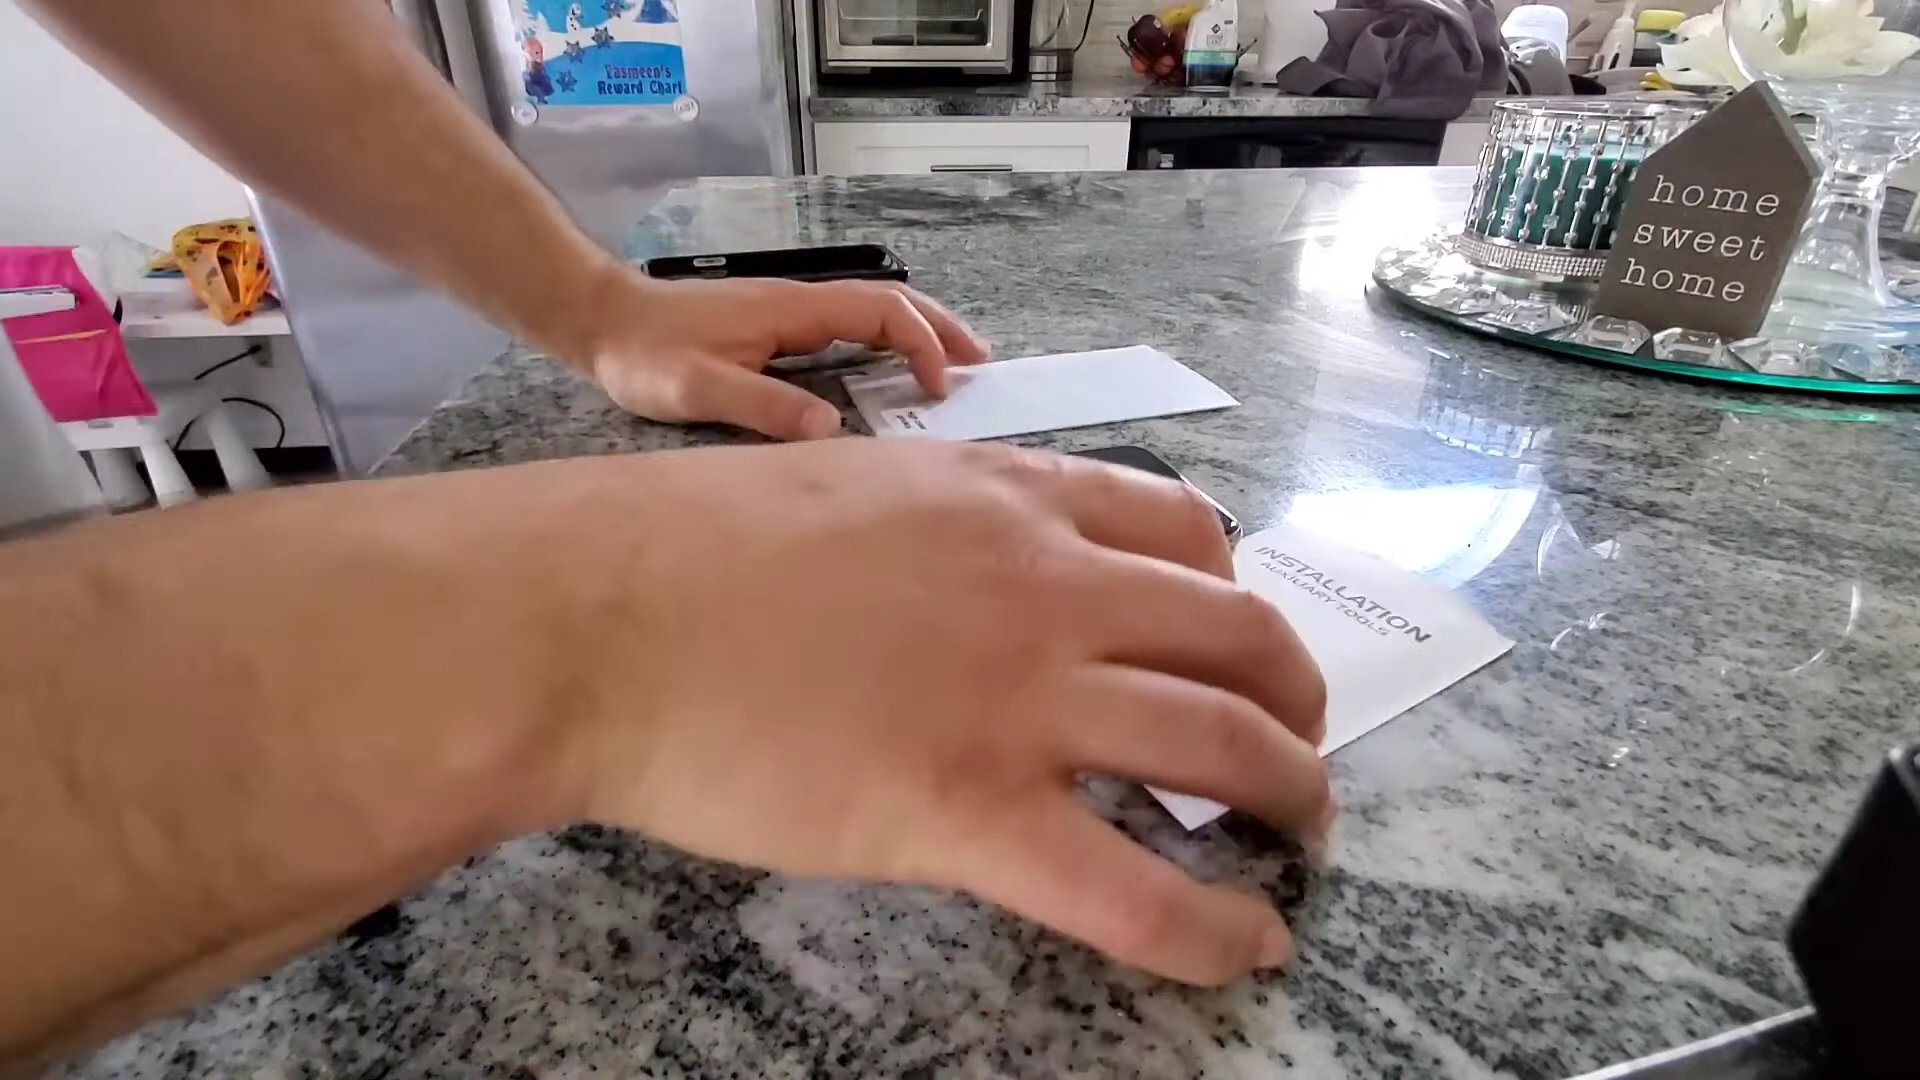 Yasmeen's
Reward Chart
home
sweet
home
INSTALLATION
AUXILIARY TOOLS